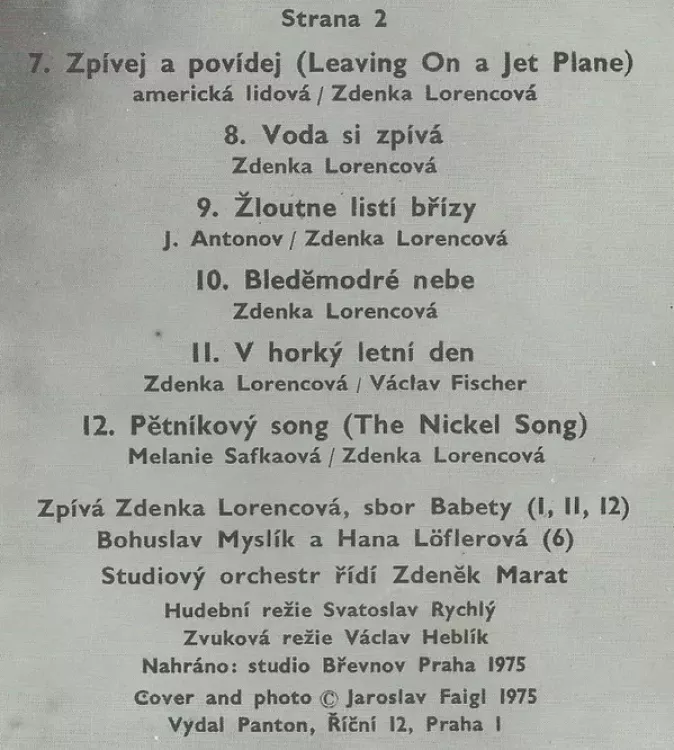 Strana 2
7. Zpívej a povídej (Leaving On a Jet Plane)
americká lidová / Zdenka Lorencová
8. Voda si zpívá
Zdenka Lorencová
9. Žloutne listí břízy
J. Antonov / Zdenka Lorencová
10. Bleděmodré nebe
Zdenka Lorencová
11. V horký letní den
Zdenka Lorencová / Václav Fischer
12. Pětníkový song (The Nickel Song)
Melanie Safkaová / Zdenka Lorencová
Zpívá Zdenka Lorencová, sbor Babety (1, 11, 12)
Bohuslav Myslík a Hana Löflerová (6)
Studiový orchestr řídí Zdeněk Marat
Hudební režie Svatoslav Rychlý
Zvuková režie Václav Heblík
Nahráno: studio Břevnov Praha 1975
Cover and photo © Jaroslav Faigl 1975
Vydal Panton, Říční 12, Praha 1